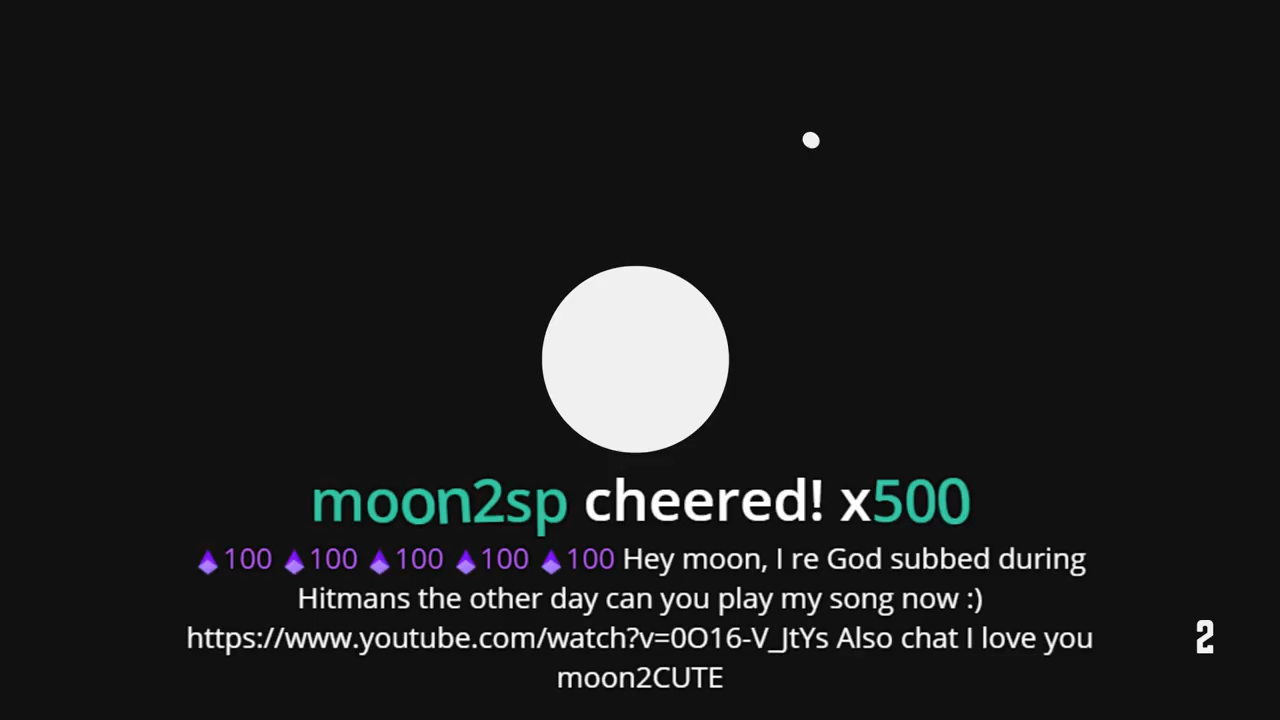 moon2sp cheered! x500
100 100 100 100 100 Hey moon, I re God subbed during
Hitmans the other day can you play my song now :)
https://www.youtube.com/watch?v=0O16-V_JtYs Also chat I love you
moon2CUTE
2